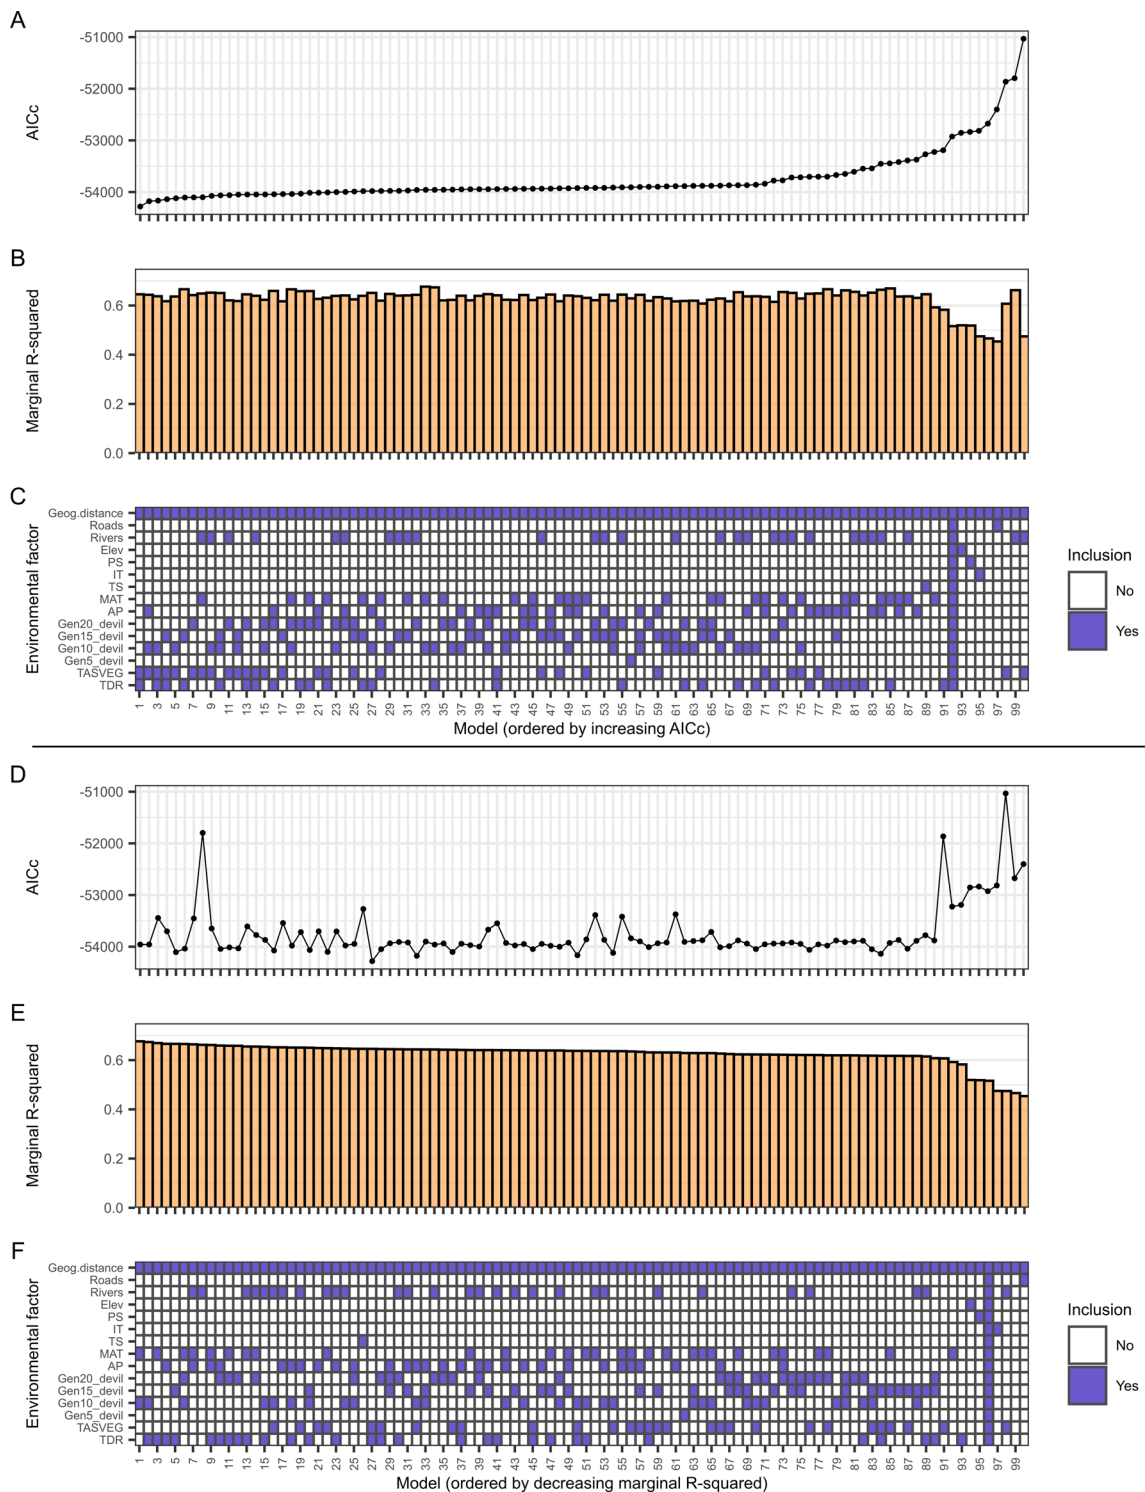 A
AICc
-51000
-52000
-53000
-54000
B
Marginal R-squared
0.6
0.4
0.2
0.0
C
Environmental factor
Geog.distance
Roads
Rivers
Elev
PS
IT
TS
MAT
AP
Gen20_devil
Gen15_devil
Gen10_devil
Gen5_devil
TASVEG
TDR
Inclusion
No
Yes
1 3 5 7 9 11 13 15 17 19 21 23 25 27 29 31 33 35 37 39 41 43 45 47 49 51 53 55 57 59 61 63 65 67 69 71 73 75 77 79 81 83 85 87 89 91 93 95 97 99
Model (ordered by increasing AICc)
D
AICc
-51000
-52000
-53000
-54000
E
Marginal R-squared
0.6
0.4
0.2
0.0
F
Environmental factor
Geog.distance
Roads
Rivers
Elev
PS
IT
TS
MAT
AP
Gen20_devil
Gen15_devil
Gen10_devil
Gen5_devil
TASVEG
TDR
Inclusion
No
Yes
1 3 5 7 9 11 13 15 17 19 21 23 25 27 29 31 33 35 37 39 41 43 45 47 49 51 53 55 57 59 61 63 65 67 69 71 73 75 77 79 81 83 85 87 89 91 93 95 97 99
Model (ordered by decreasing marginal R-squared)